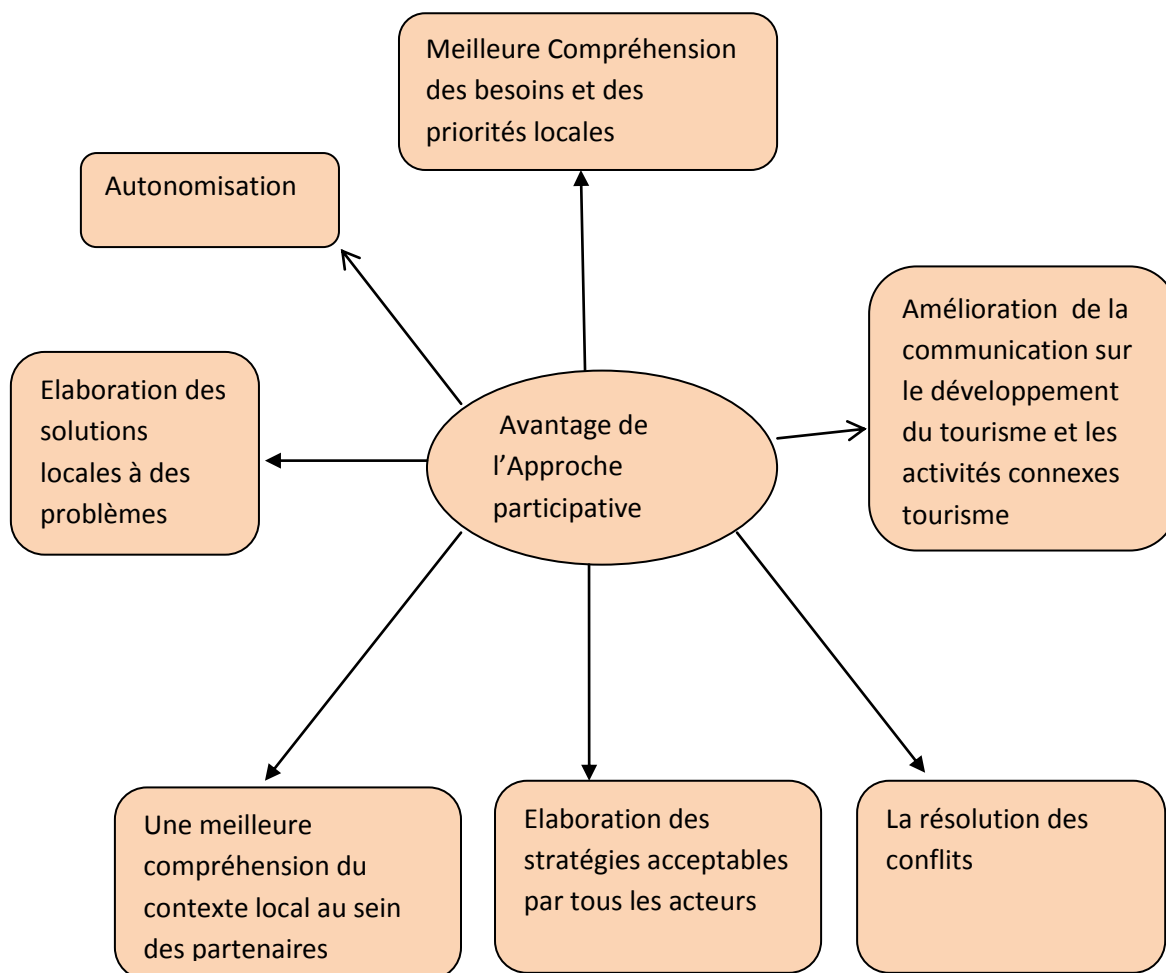 Meilleure Compréhension
des besoins et des
priorités locales
Autonomisation
Amélioration de la
communication sur
le développement
du tourisme et les
activités connexes
tourisme
Elaboration des
solutions
locales à des
problèmes
Avantage de
l’Approche
participative
Une meilleure
compréhension du
contexte local au sein
des partenaires
Elaboration des
stratégies acceptables
par tous les acteurs
La résolution des
conflits